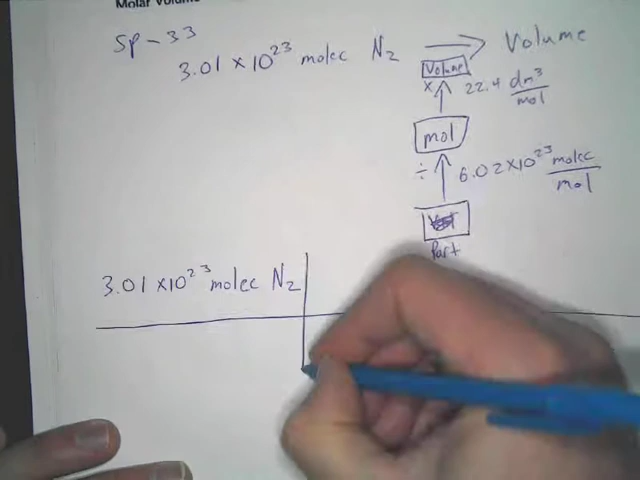 Molar Volume
SP-33
3.01 × 10²³ molec N₂ → Volume
Volume
× ↑ 22.4 dm³/mol
mol
÷ ↑ 6.02×10²³ molec/mol
Part
3.01 ×10²³ molec N₂